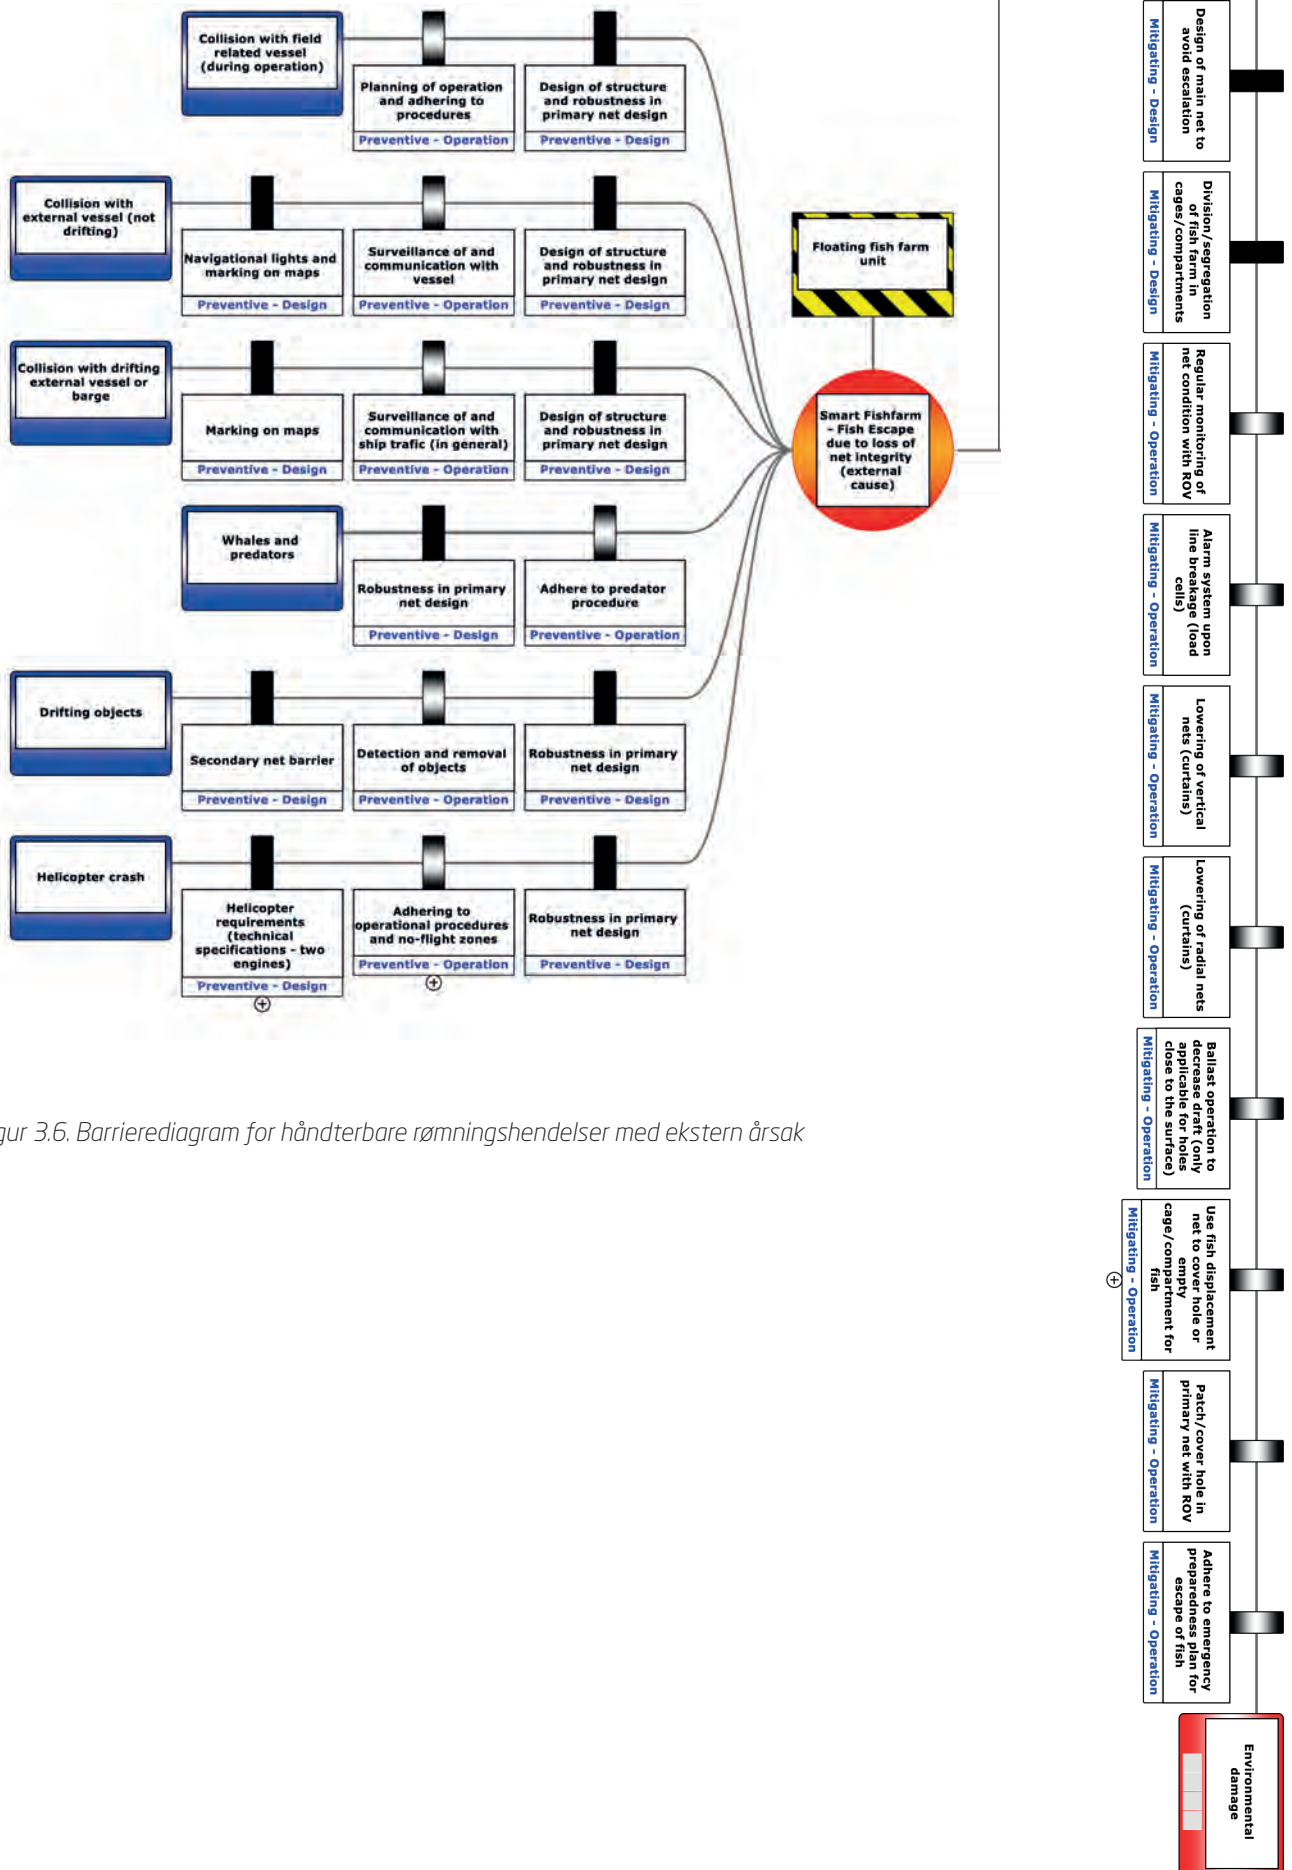 Collision with field
related vessel
(during operation)
Planning of operation
and adhering to
procedures
Preventive - Operation
Design of structure
and robustness in
primary net design
Preventive - Design
Collision with
external vessel (not
drifting)
Navigational lights and
marking on maps
Preventive - Design
Surveillance of and
communication with
vessel
Preventive - Operation
Design of structure
and robustness in
primary net design
Preventive - Design
Collision with drifting
external vessel or
barge
Marking on maps
Preventive - Design
Surveillance of and
communication with
ship trafic (in general)
Preventive - Operation
Design of structure
and robustness in
primary net design
Preventive - Design
Whales and
predators
Robustness in primary
net design
Preventive - Design
Adhere to predator
procedure
Preventive - Operation
Drifting objects
Secondary net barrier
Preventive - Design
Detection and removal
of objects
Preventive - Operation
Robustness in primary
net design
Preventive - Design
Helicopter crash
Helicopter
requirements
(technical
specifications - two
engines)
Preventive - Design
Adhering to
operational procedures
and no-flight zones
Preventive - Operation
Robustness in primary
net design
Preventive - Design
Floating fish farm
unit
Smart Fishfarm
- Fish Escape
due to loss of
net integrity
(external
cause)
Design of main net to
avoid escalation
Mitigating - Design
Division/segregation
of fish farm in
cages/compartments
Mitigating - Design
Regular monitoring of
net condition with ROV
Mitigating - Operation
Alarm system upon
line breakage (load
cells)
Mitigating - Operation
Lowering of vertical
nets (curtains)
Mitigating - Operation
Lowering of radial nets
(curtains)
Mitigating - Operation
Ballast operation to
decrease draft (only
applicable for holes
close to the surface)
Mitigating - Operation
Use fish displacement
net to cover hole or
empty
cage/compartment for
fish
Mitigating - Operation
Patch/cover hole in
primary net with ROV
Mitigating - Operation
Adhere to emergency
preparedness plan for
escape of fish
Mitigating - Operation
Environmental
damage
gur 3.6. Barrierediagram for håndterbare rømningshendelser med ekstern årsak